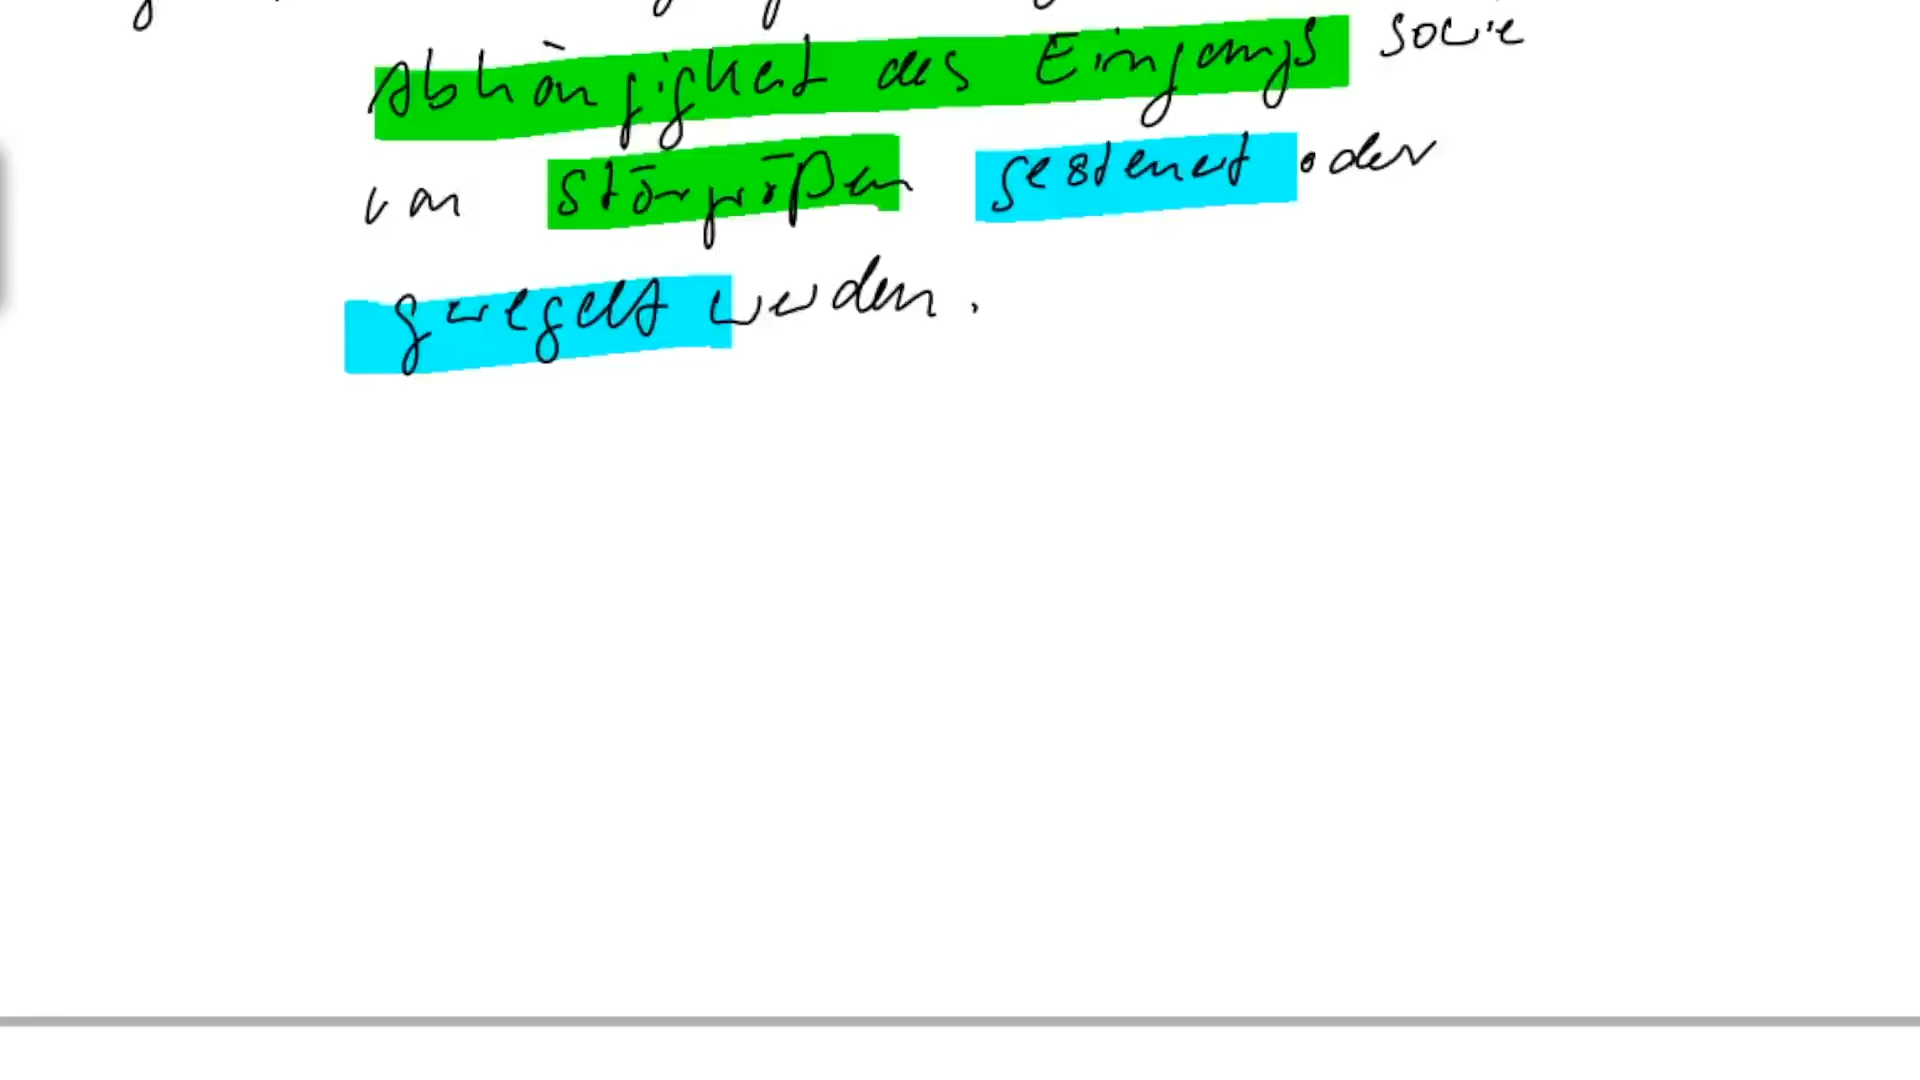 Abhängigkeit des Eingangs sowie
von Störgrößen gesteuert oder
geregelt werden.